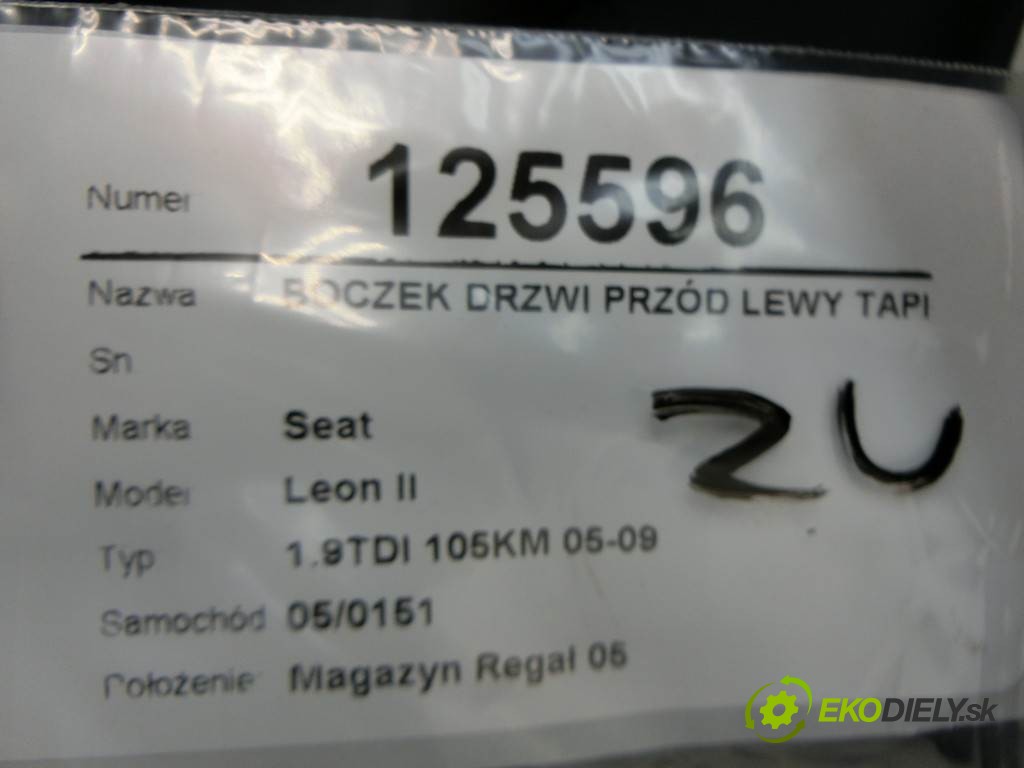 Numer 125596
Nazwa BOCZEK DRZWI PRZÓD LEWY TAPI
Sn
Marka Seat
ZU
Model Leon II
Typ 1.9TDI 105KM 05-09
Samochód 05/0151
Położenie Magazyn Regał 05
EKODIELY.sk